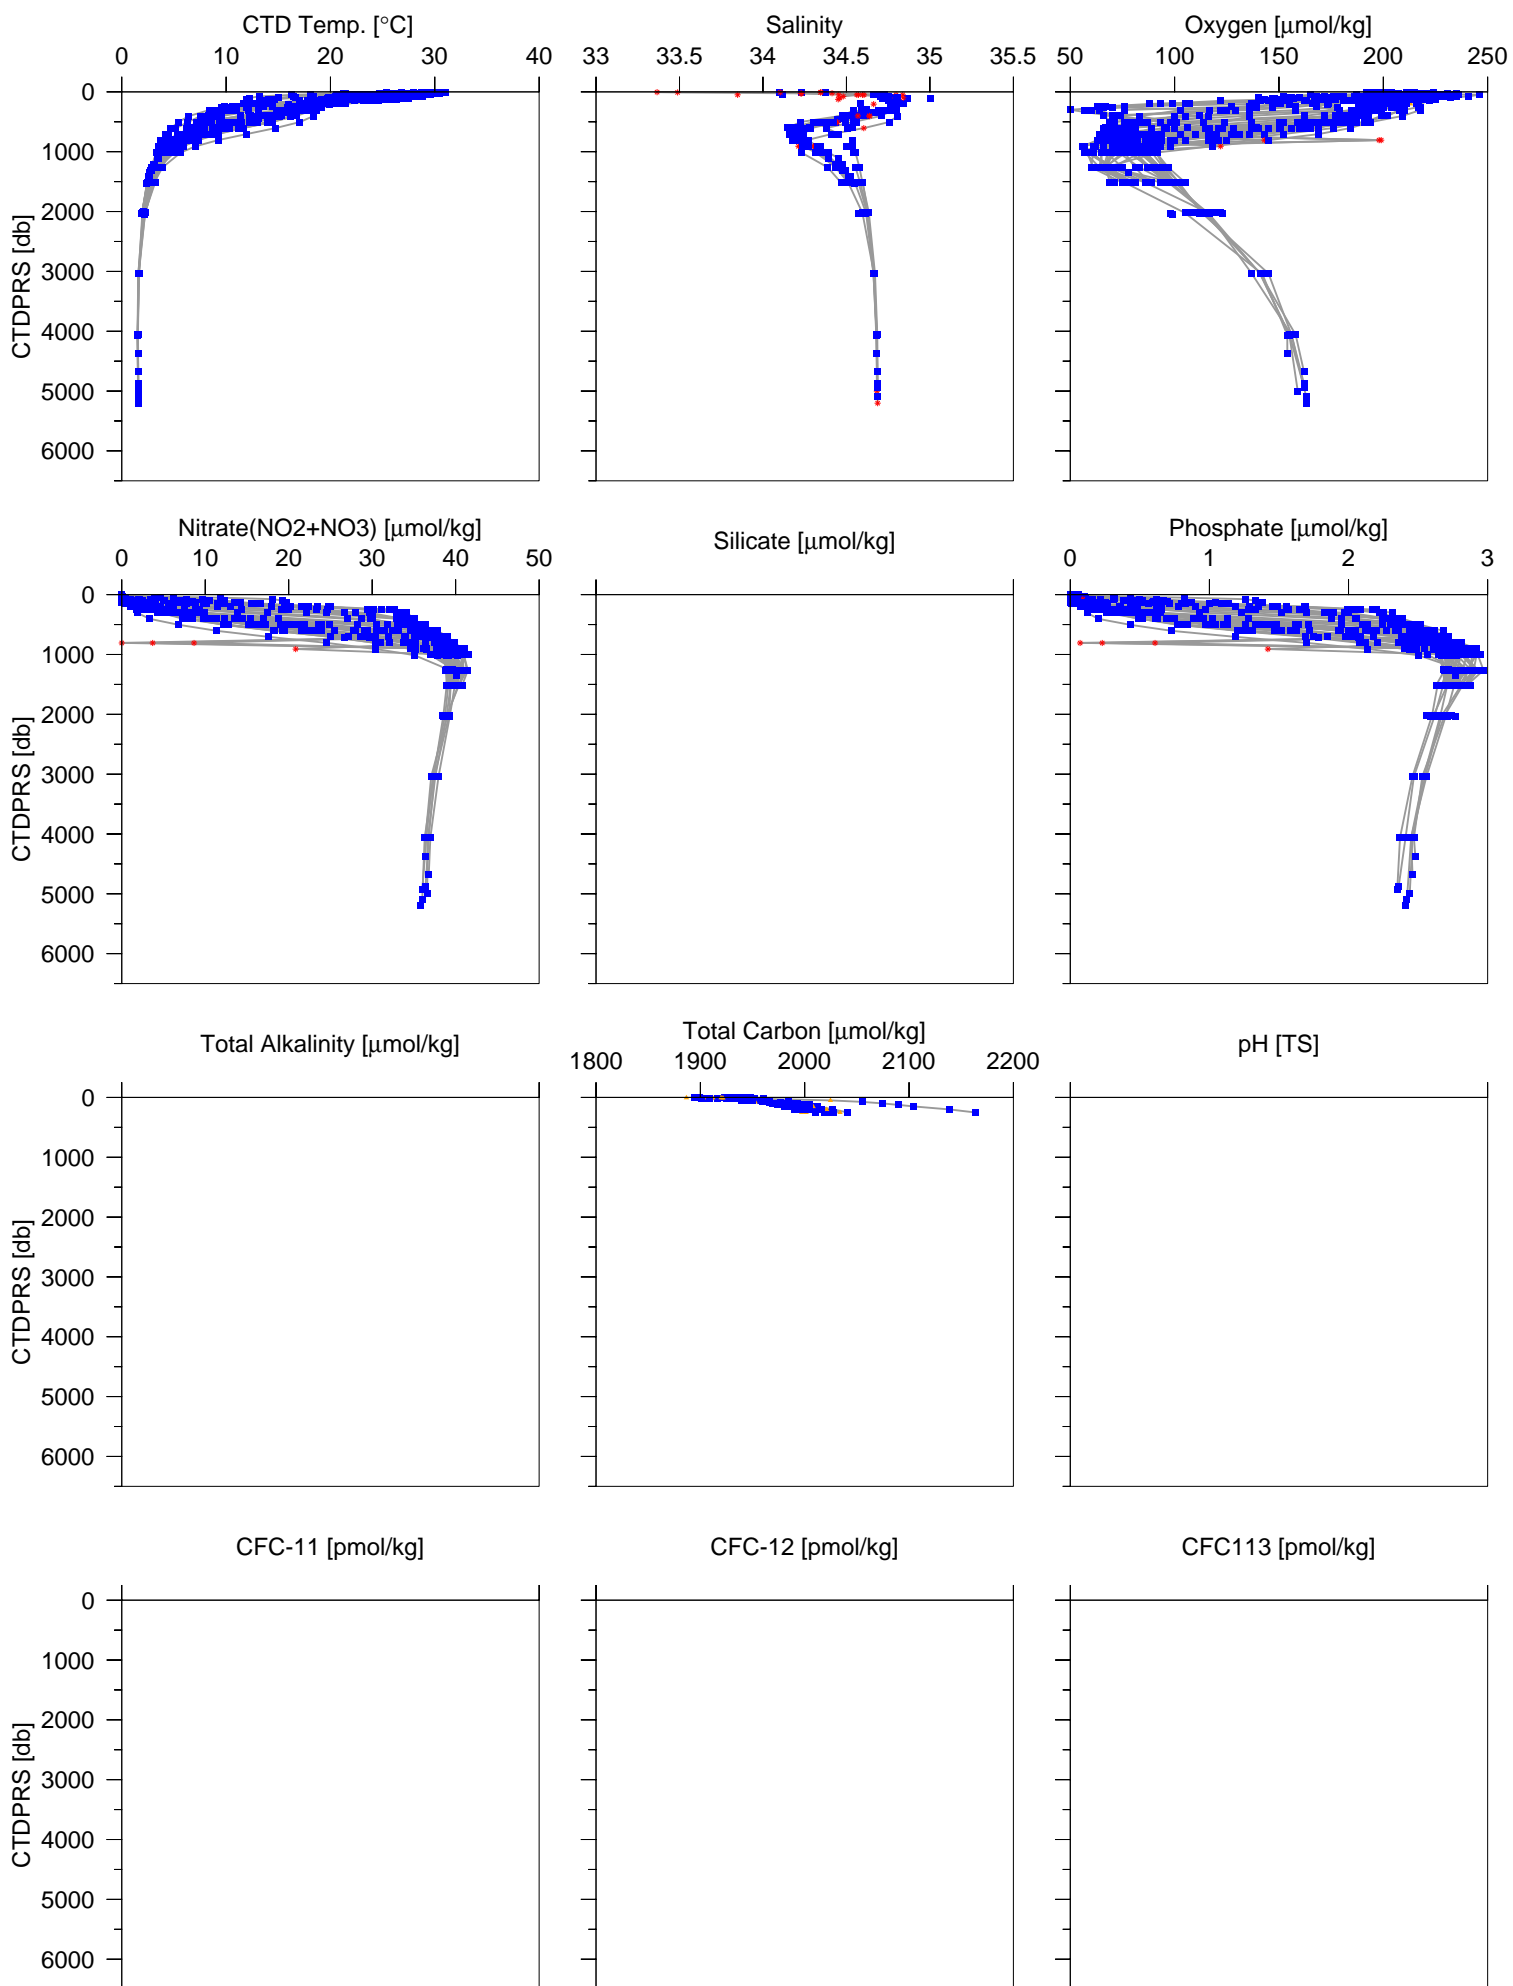 CTD Temp. [°C] Salinity Oxygen [μmol/kg]
0 10 20 30 40 33 33.5 34 34.5 35 35.5 50 100 150 200 250
0
1000
2000
3000
4000
5000
6000
CTDPRS [db]
Nitrate(NO2+NO3) [μmol/kg] Silicate [μmol/kg] Phosphate [μmol/kg]
0 10 20 30 40 50 0 1 2 3
0
1000
2000
3000
4000
5000
6000
CTDPRS [db]
Total Alkalinity [μmol/kg] Total Carbon [μmol/kg] pH [TS]
1800 1900 2000 2100 2200
0
1000
2000
3000
4000
5000
6000
CTDPRS [db]
CFC-11 [pmol/kg] CFC-12 [pmol/kg] CFC113 [pmol/kg]
0
1000
2000
3000
4000
5000
6000
CTDPRS [db]